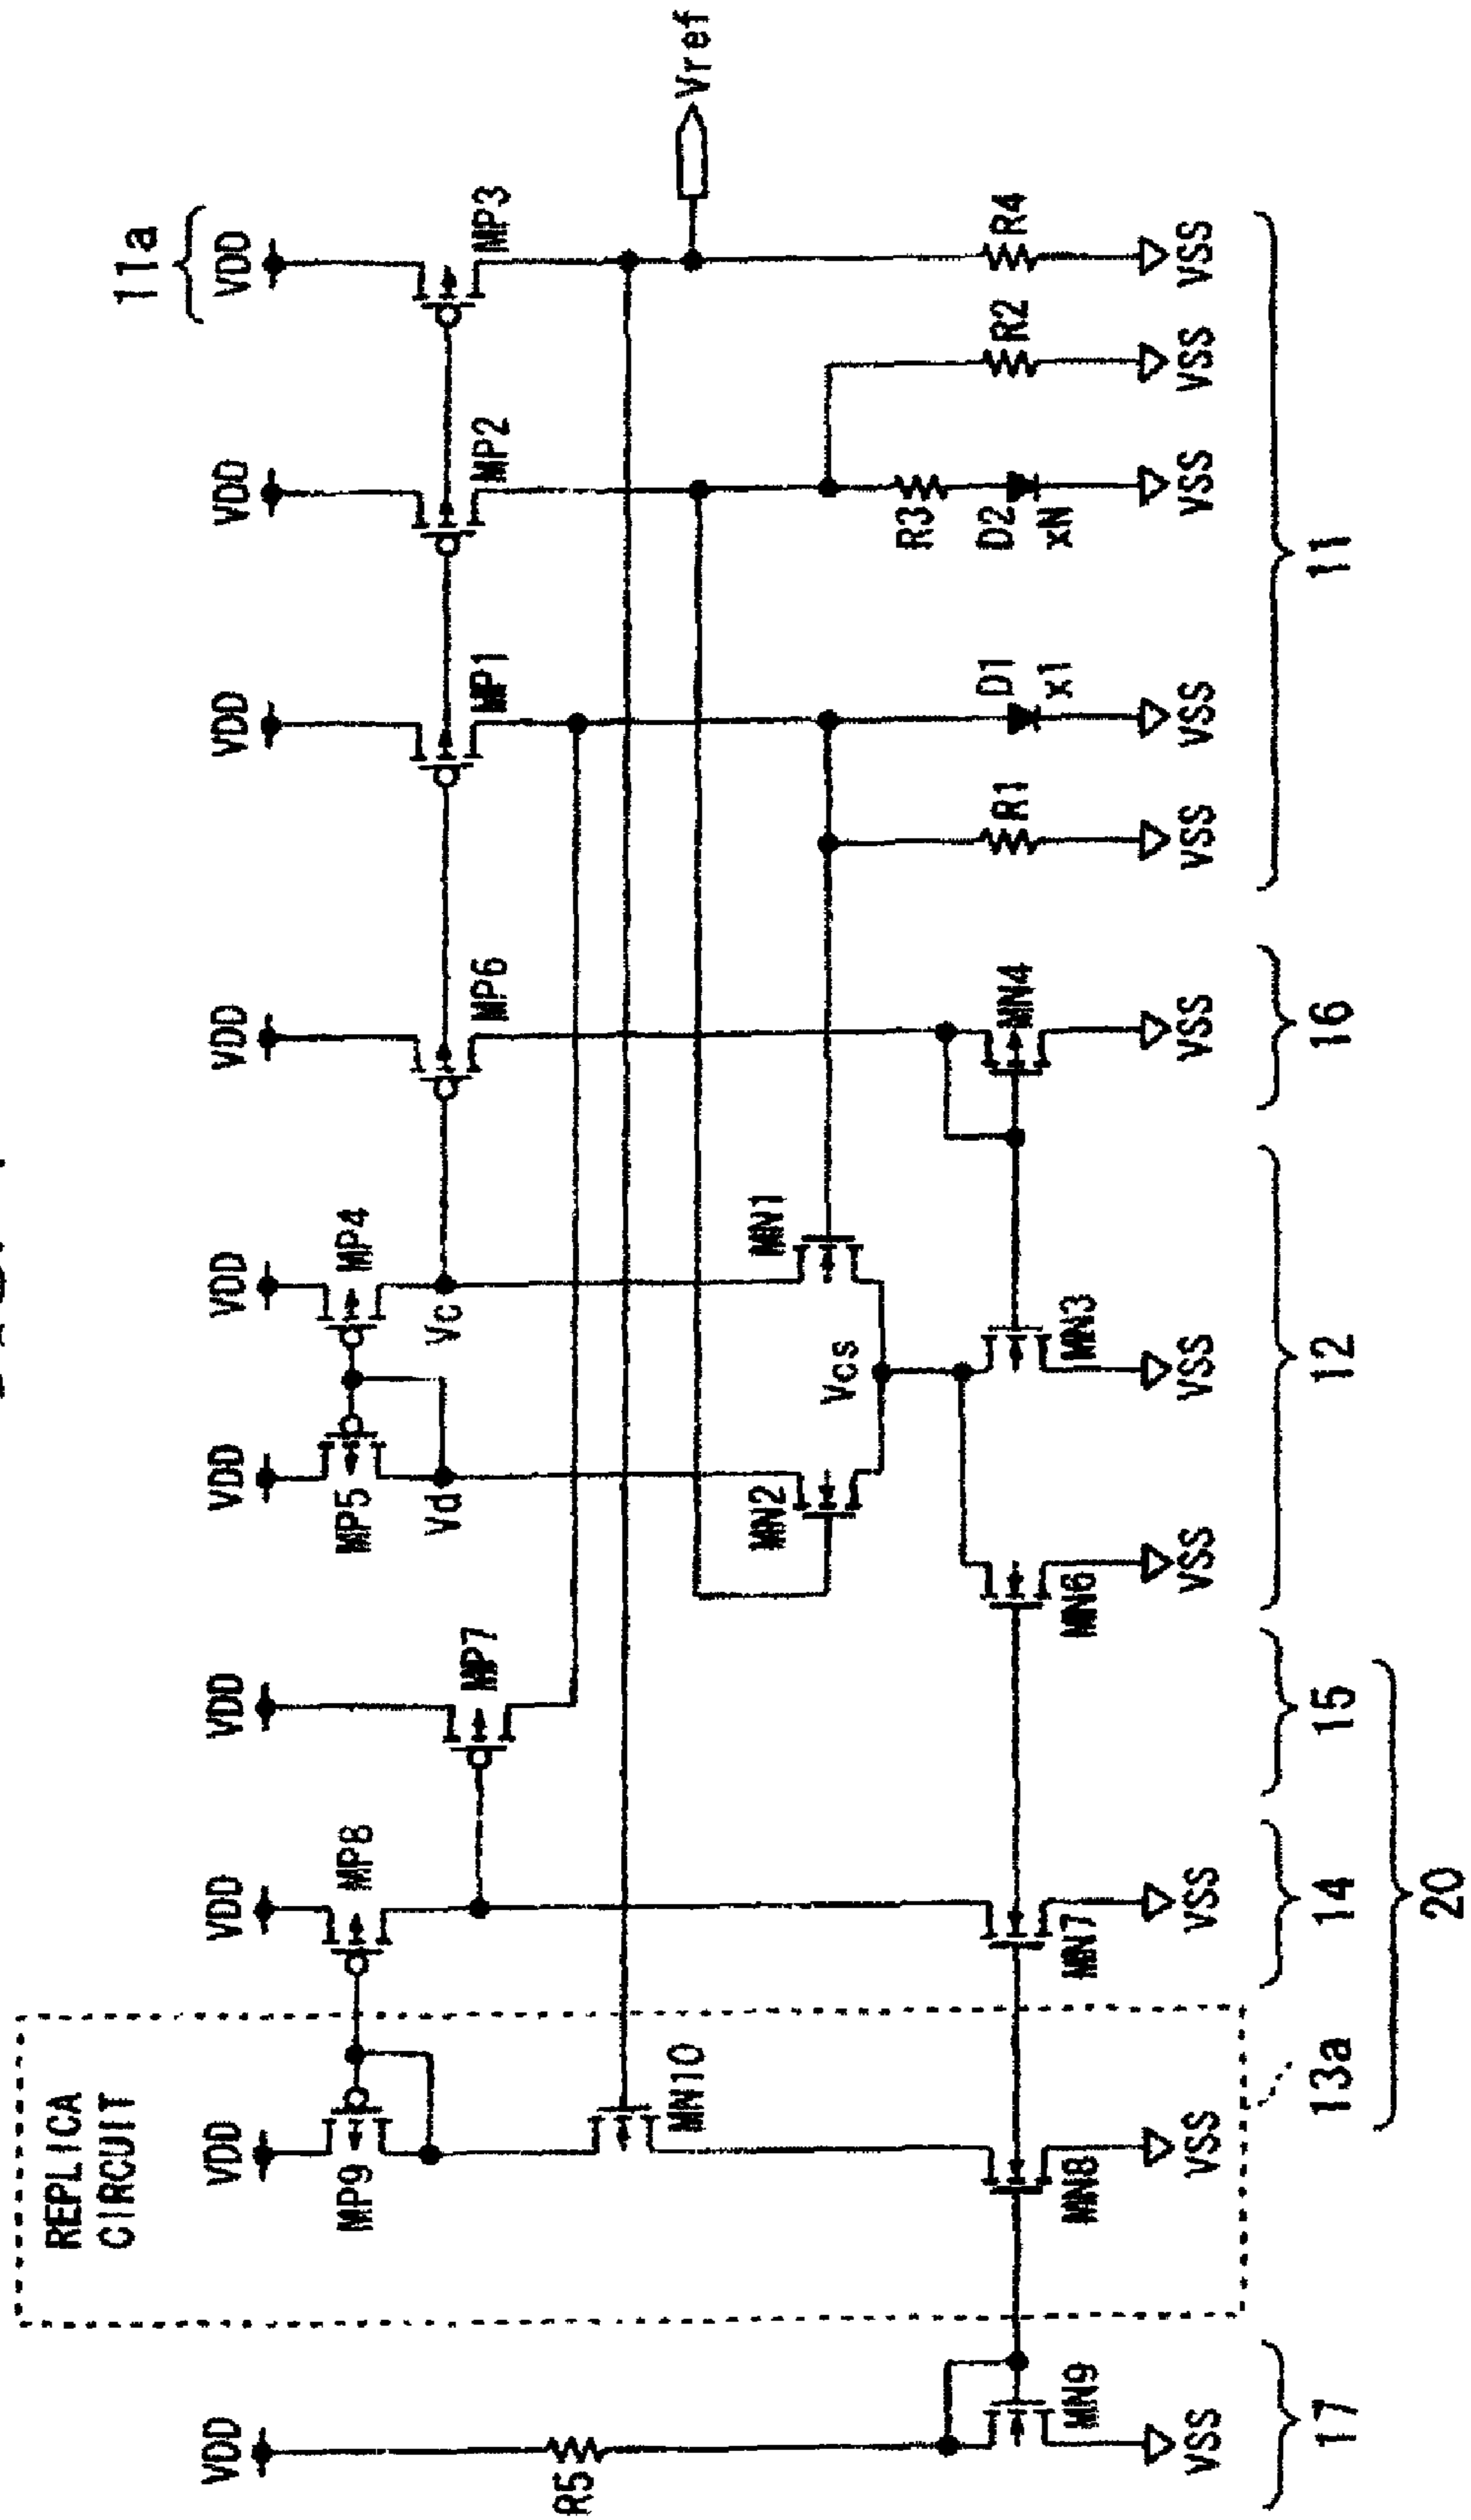 11a
VDD
VDD
VDD
VDD
VDD
VDD
VDD
VDD
VDD
VDD
MP3
MP2
MP1
MP6
MP4
MP5
MP7
MP8
MP9
REPLICA
CIRCUIT
Vref
Vc
Vd
Vcs
MN1
MN2
MN10
R5
R4
R2
R3
D2
xN
D1
x1
R1
MN4
MN3
MN6
MN7
MN8
MN9
VSS
VSS
VSS
VSS
VSS
VSS
VSS
VSS
VSS
VSS
VSS
11
16
12
15
14
13a
17
20